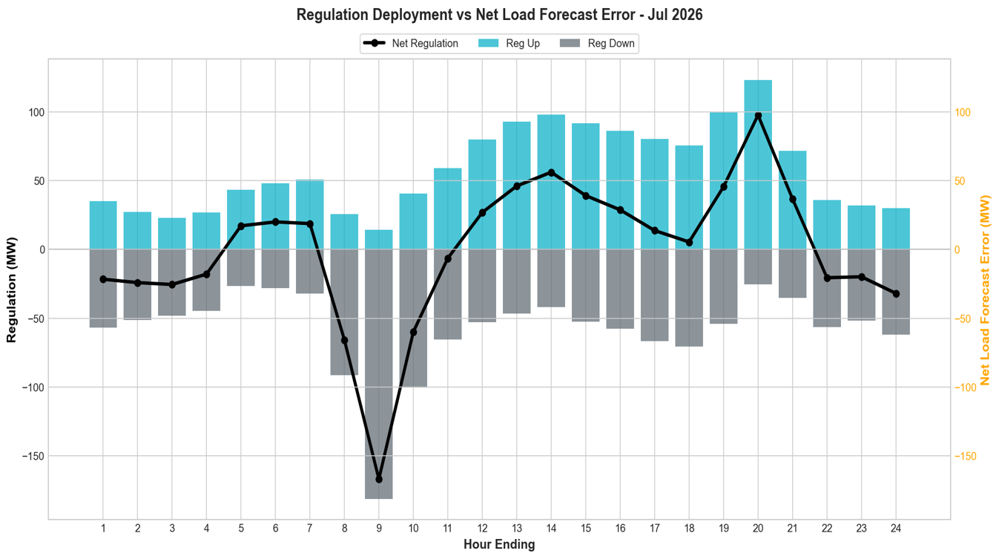 Regulation Deployment vs Net Load Forecast Error - Jul 2026
Net Regulation Reg Up Reg Down
100
50
0
−50
−100
−150
Regulation (MW)
100
50
0
−50
−100
−150
Net Load Forecast Error (MW)
1 2 3 4 5 6 7 8 9 10 11 12 13 14 15 16 17 18 19 20 21 22 23 24
Hour Ending